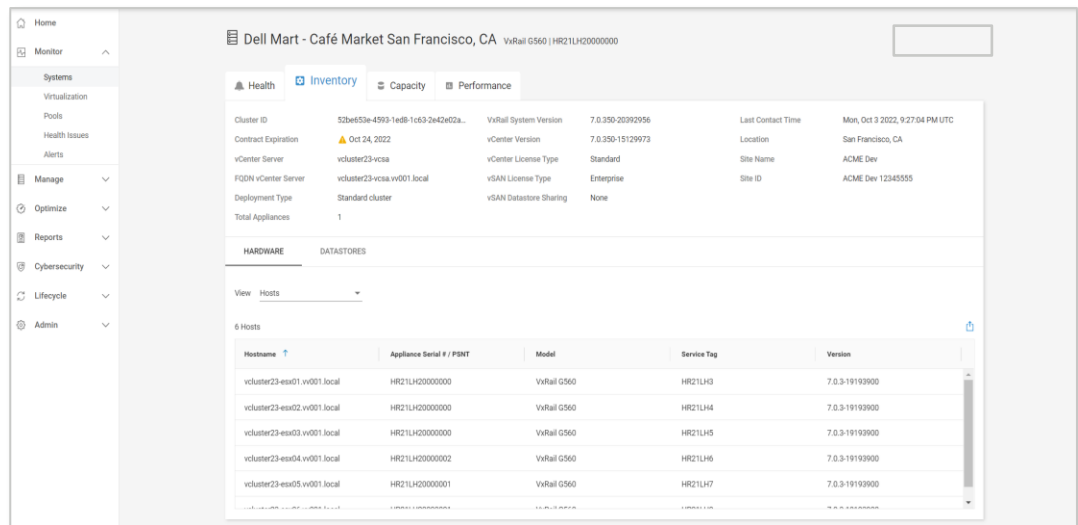 Home
Monitor
Systems
Virtualization
Pools
Health Issues
Alerts
Manage
Optimize
Reports
Cybersecurity
Lifecycle
Admin
Dell Mart - Café Market San Francisco, CA VxRail G560 | HR21LH20000000
Health Inventory Capacity Performance
Cluster ID 52be653e-4593-1ed8-1c63-2e42e02a... VxRail System Version 7.0.350-20392956 Last Contact Time Mon, Oct 3 2022, 9:27:04 PM UTC
Contract Expiration Oct 24, 2022 vCenter Version 7.0.350-15129973 Location San Francisco, CA
vCenter Server vcluster23-vcsa vCenter License Type Standard Site Name ACME Dev
FQDN vCenter Server vcluster23-vcsa.vv001.local vSAN License Type Enterprise Site ID ACME Dev 12345555
Deployment Type Standard cluster vSAN Datastore Sharing None
Total Appliances 1
HARDWARE DATASTORES
View Hosts
6 Hosts
Hostname Appliance Serial # / PSNT Model Service Tag Version
vcluster23-esx01.vv001.local HR21LH20000000 VxRail G560 HR21LH3 7.0.3-19193900
vcluster23-esx02.vv001.local HR21LH20000000 VxRail G560 HR21LH4 7.0.3-19193900
vcluster23-esx03.vv001.local HR21LH20000000 VxRail G560 HR21LH5 7.0.3-19193900
vcluster23-esx04.vv001.local HR21LH20000002 VxRail G560 HR21LH6 7.0.3-19193900
vcluster23-esx05.vv001.local HR21LH20000001 VxRail G560 HR21LH7 7.0.3-19193900